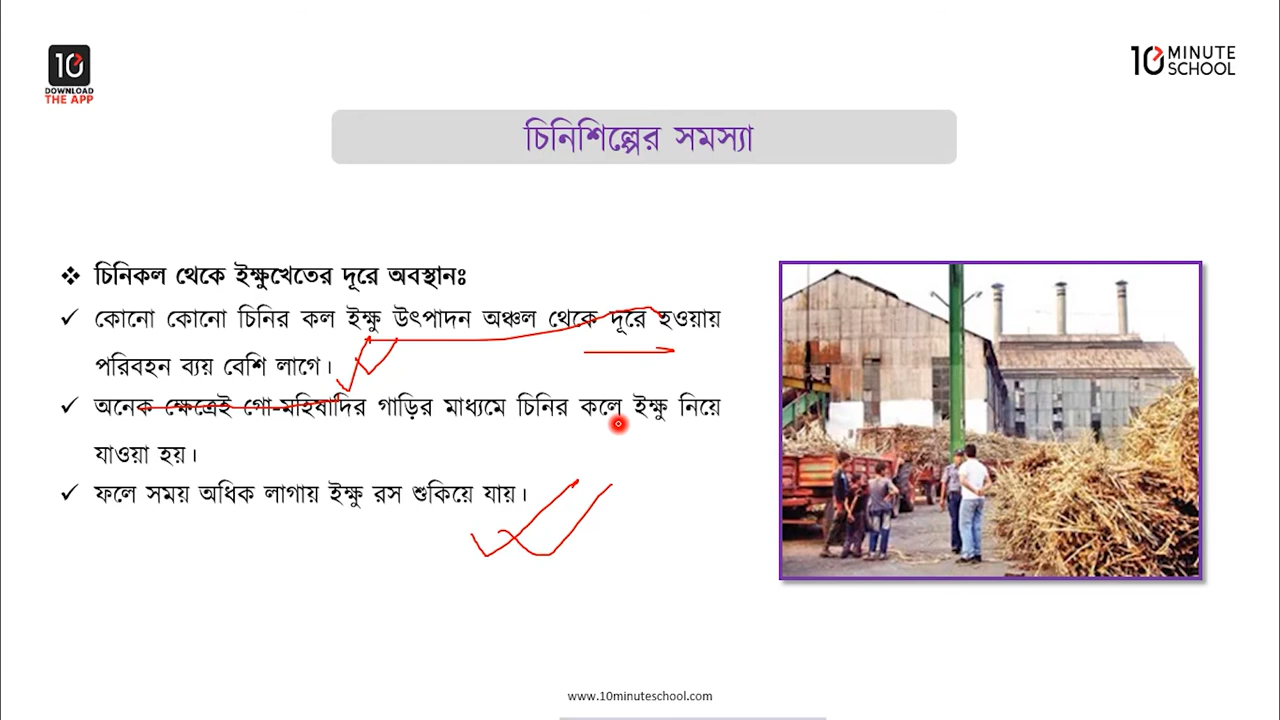 10
DOWNLOAD
THE APP
10 MINUTE
SCHOOL
চিনিশিল্পের সমস্যা
❖ চিনিকল থেকে ইক্ষুখেতের দূরে অবস্থানঃ
✓ কোনো কোনো চিনির কল ইক্ষু উৎপাদন অঞ্চল থেকে দূরে হওয়ায়
পরিবহন ব্যয় বেশি লাগে।
✓ অনেক ক্ষেত্রেই গো-মহিষাদির গাড়ির মাধ্যমে চিনির কলে ইক্ষু নিয়ে
যাওয়া হয়।
✓ ফলে সময় অধিক লাগায় ইক্ষু রস শুকিয়ে যায়।
www.10minuteschool.com